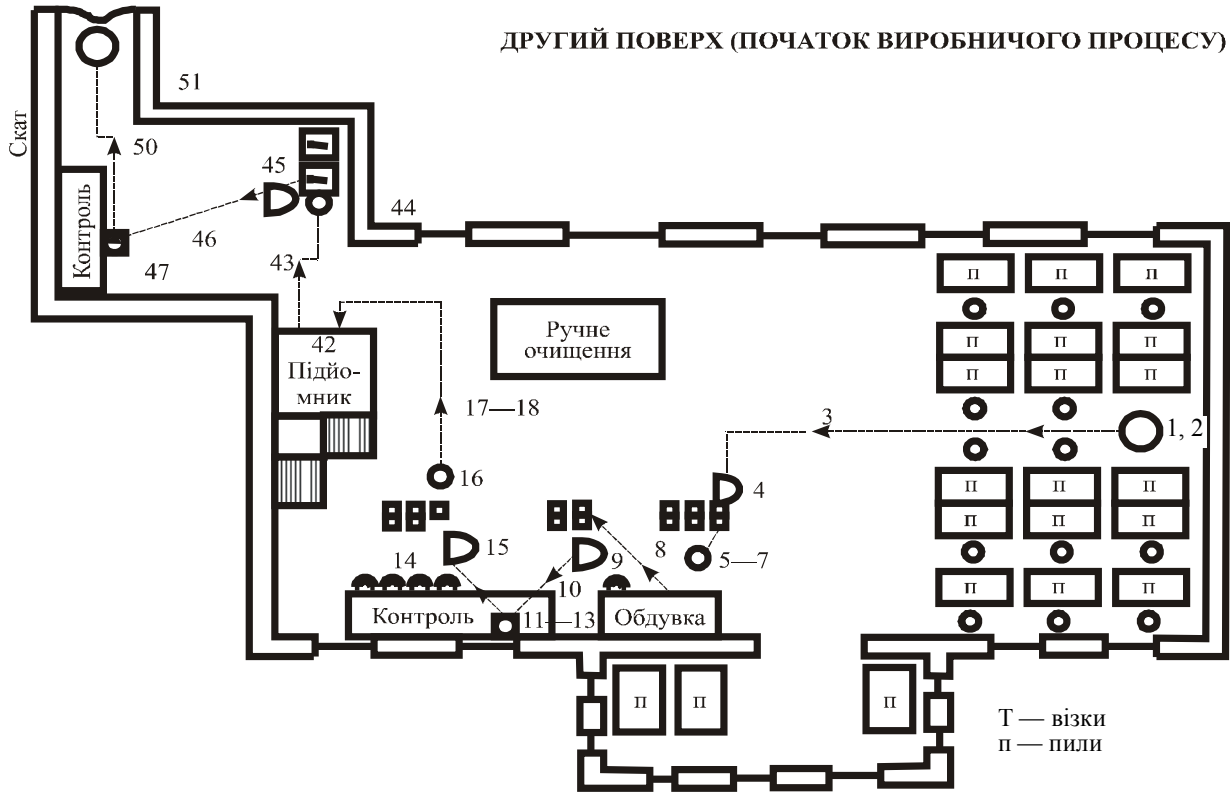 ДРУГИЙ ПОВЕРХ (ПОЧАТОК ВИРОБНИЧОГО ПРОЦЕСУ)
51
Скат
50
45
Контроль
44
46
43
47
п п п
42
Підйо-
мник
Ручне
очищення
п п п
п п п
17—18
3
1, 2
16
4
п п п
п п п
15
14
10
9
8
5—7
п п п
Контроль
11—13
Обдувка
п п п
Т — візки
п — пили